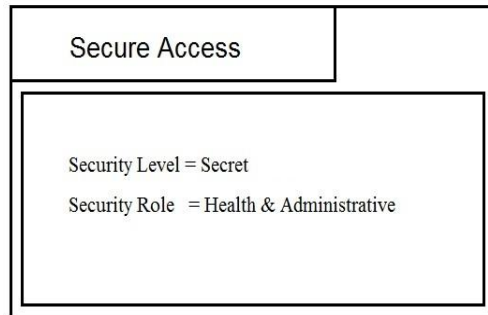 Secure Access
Security Level = Secret
Security Role = Health & Administrative